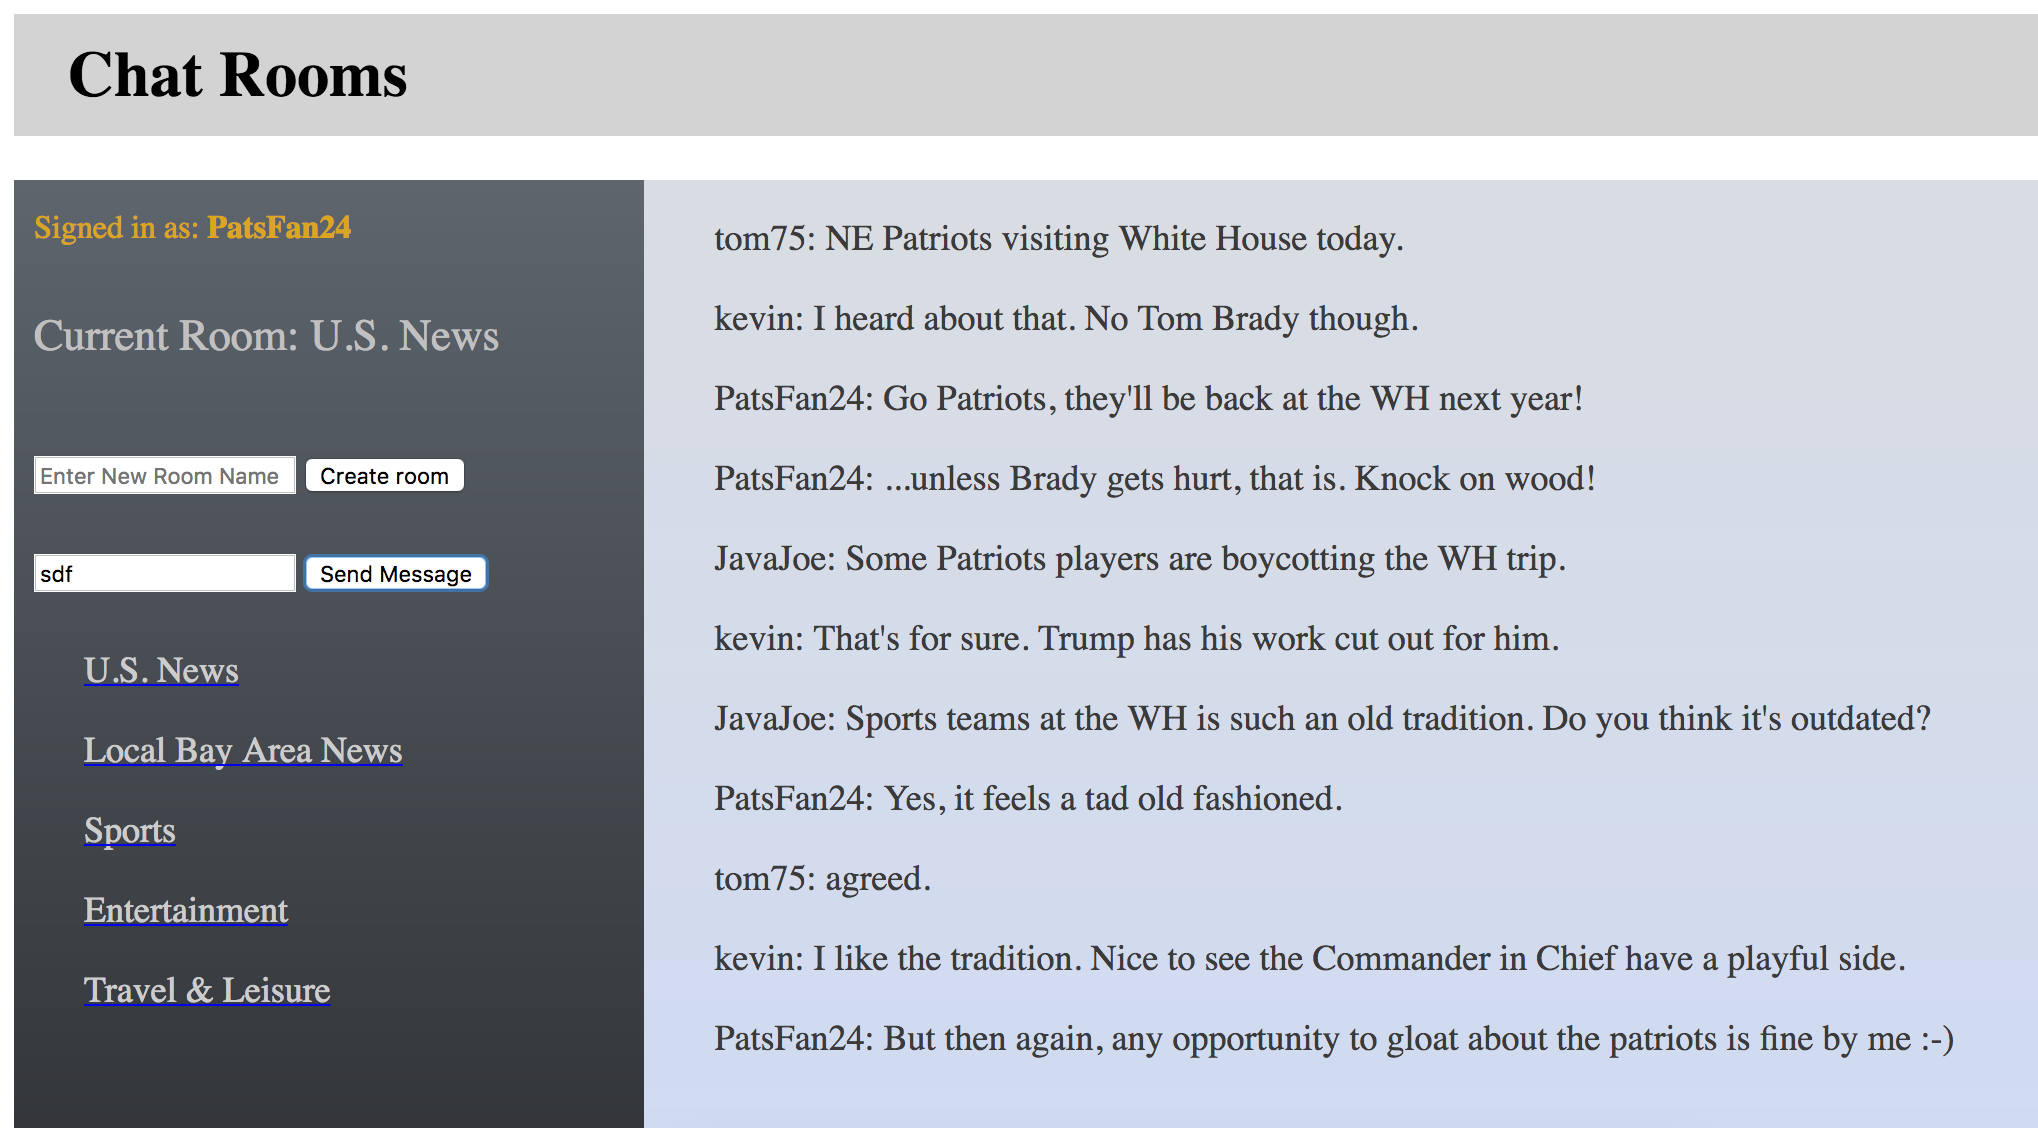 Chat Rooms
Signed in as: PatsFan24
Current Room: U.S. News
Enter New Room Name Create room
sdf Send Message
U.S. News
Local Bay Area News
Sports
Entertainment
Travel & Leisure
tom75: NE Patriots visiting White House today.
kevin: I heard about that. No Tom Brady though.
PatsFan24: Go Patriots, they'll be back at the WH next year!
PatsFan24: ...unless Brady gets hurt, that is. Knock on wood!
JavaJoe: Some Patriots players are boycotting the WH trip.
kevin: That's for sure. Trump has his work cut out for him.
JavaJoe: Sports teams at the WH is such an old tradition. Do you think it's outdated?
PatsFan24: Yes, it feels a tad old fashioned.
tom75: agreed.
kevin: I like the tradition. Nice to see the Commander in Chief have a playful side.
PatsFan24: But then again, any opportunity to gloat about the patriots is fine by me :-)